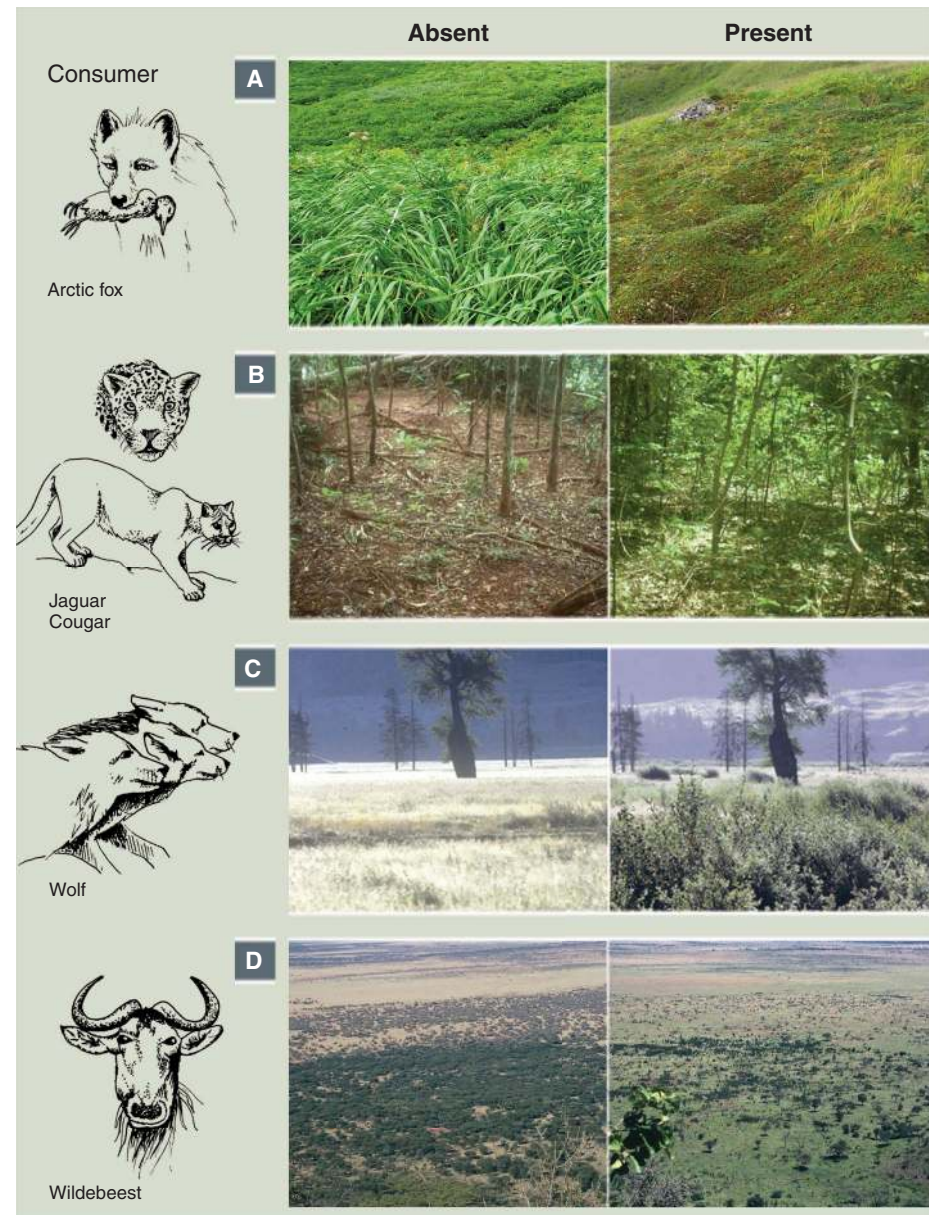 Absent
Present
Consumer
A
Arctic fox
B
Jaguar
Cougar
C
Wolf
D
Wildebeest